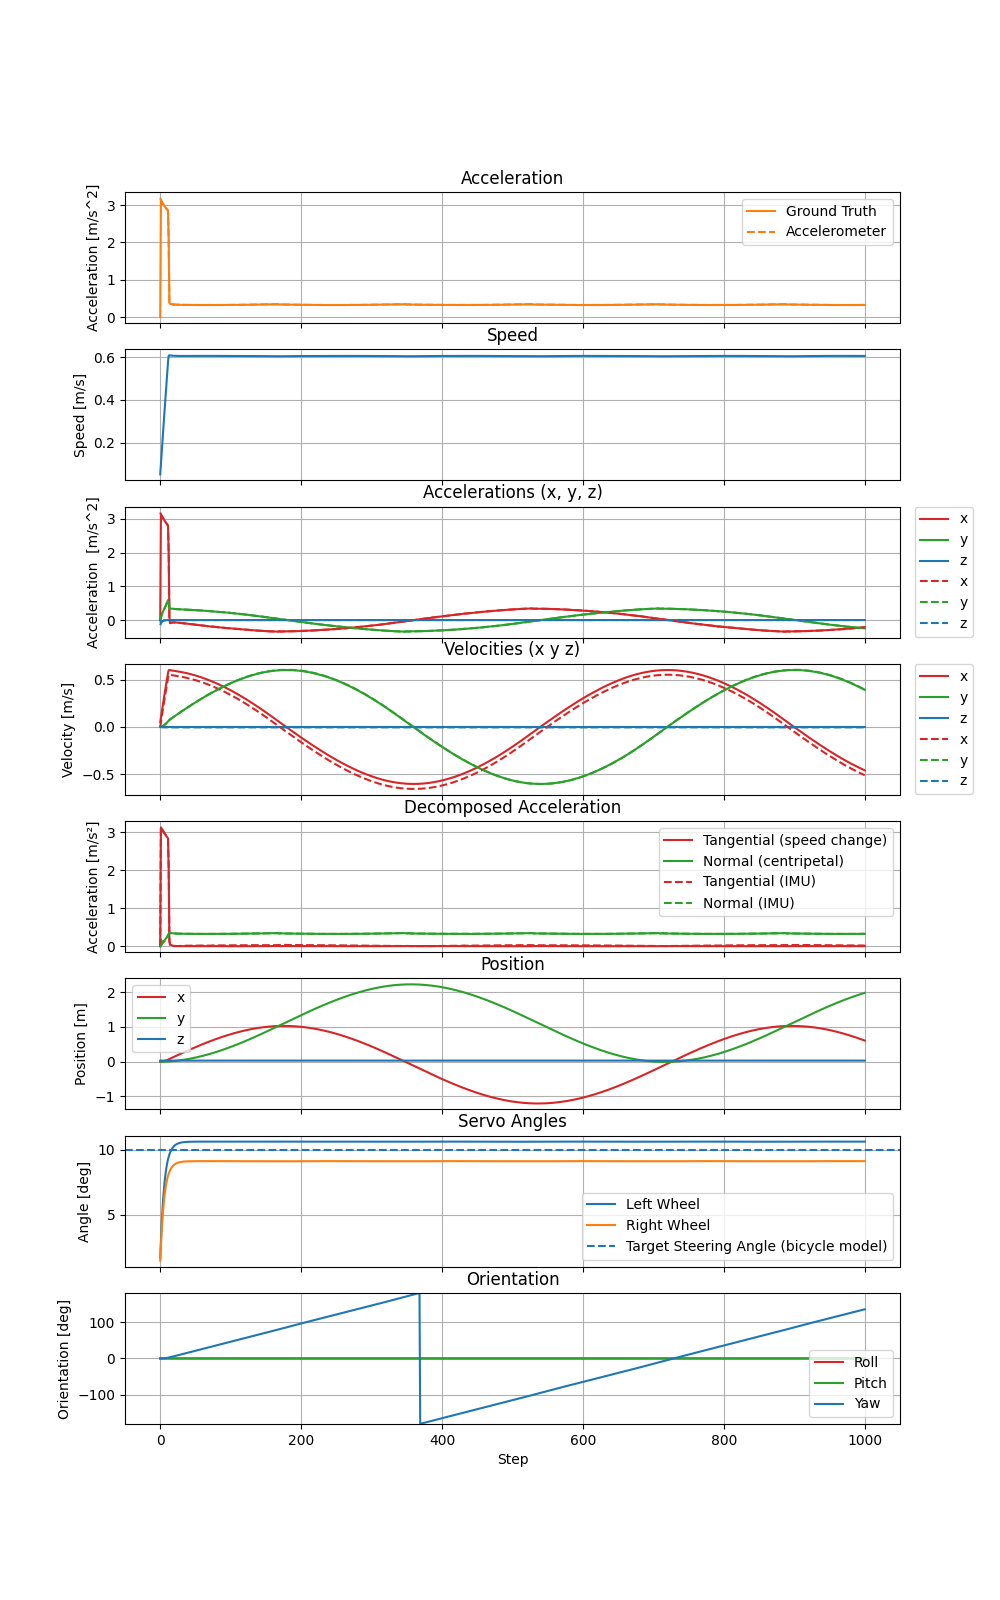 Acceleration
Acceleration [m/s^2]
3
2
1
0
Ground Truth
Accelerometer
Speed
Speed [m/s]
0.6
0.4
0.2
Accelerations (x, y, z)
Acceleration  [m/s^2]
3
2
1
0
x
y
z
x
y
z
Velocities (x y z)
Velocity [m/s]
0.5
0.0
−0.5
x
y
z
x
y
z
Decomposed Acceleration
Acceleration [m/s²]
3
2
1
0
Tangential (speed change)
Normal (centripetal)
Tangential (IMU)
Normal (IMU)
Position
Position [m]
2
1
0
−1
x
y
z
Servo Angles
Angle [deg]
10
5
Left Wheel
Right Wheel
Target Steering Angle (bicycle model)
Orientation
Orientation [deg]
100
0
−100
Roll
Pitch
Yaw
0 200 400 600 800 1000
Step